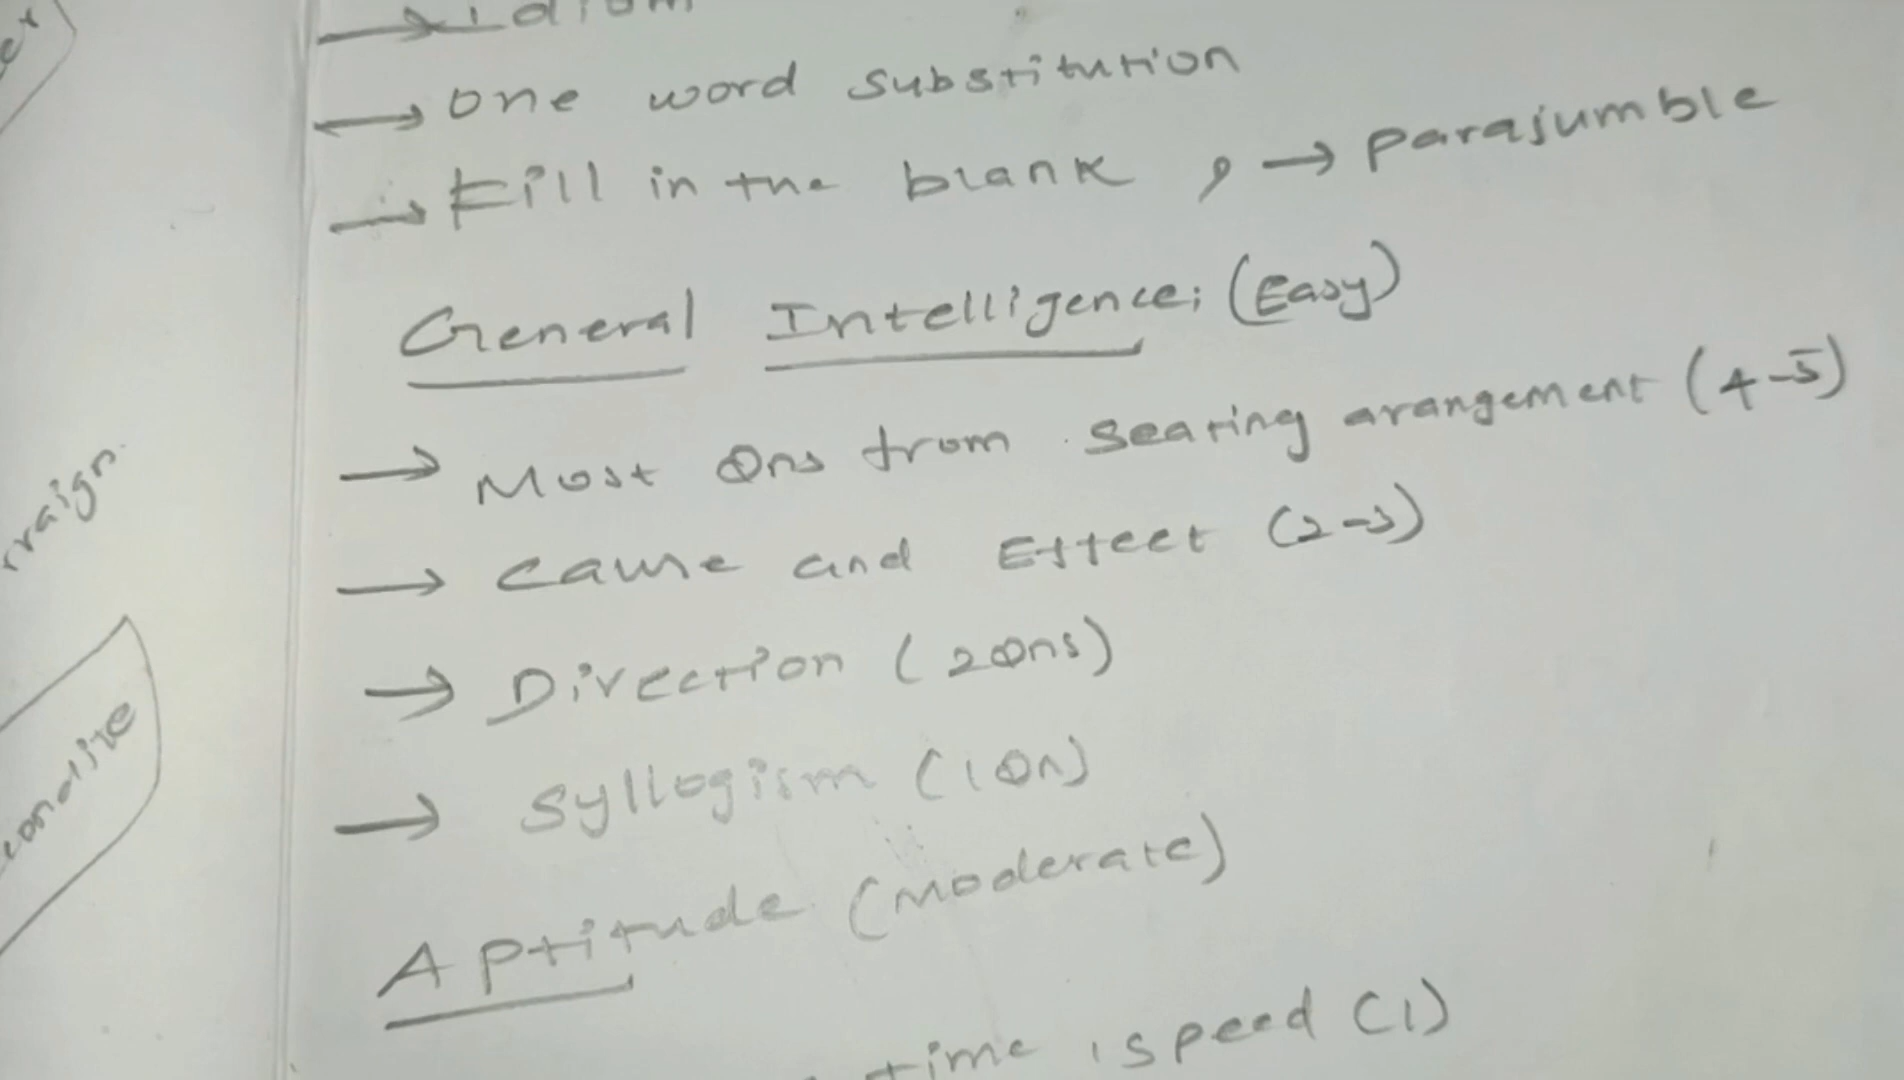 → one word substitution
→ Fill in the blank , → parajumble
General Intelligence: (Easy)
→ Most Qns from seating arangement (4-5)
→ cause and Effect (2-3)
→ Direction (2Qns)
→ Syllogism (1Qn)
Aptitude (moderate)
time, speed (1)